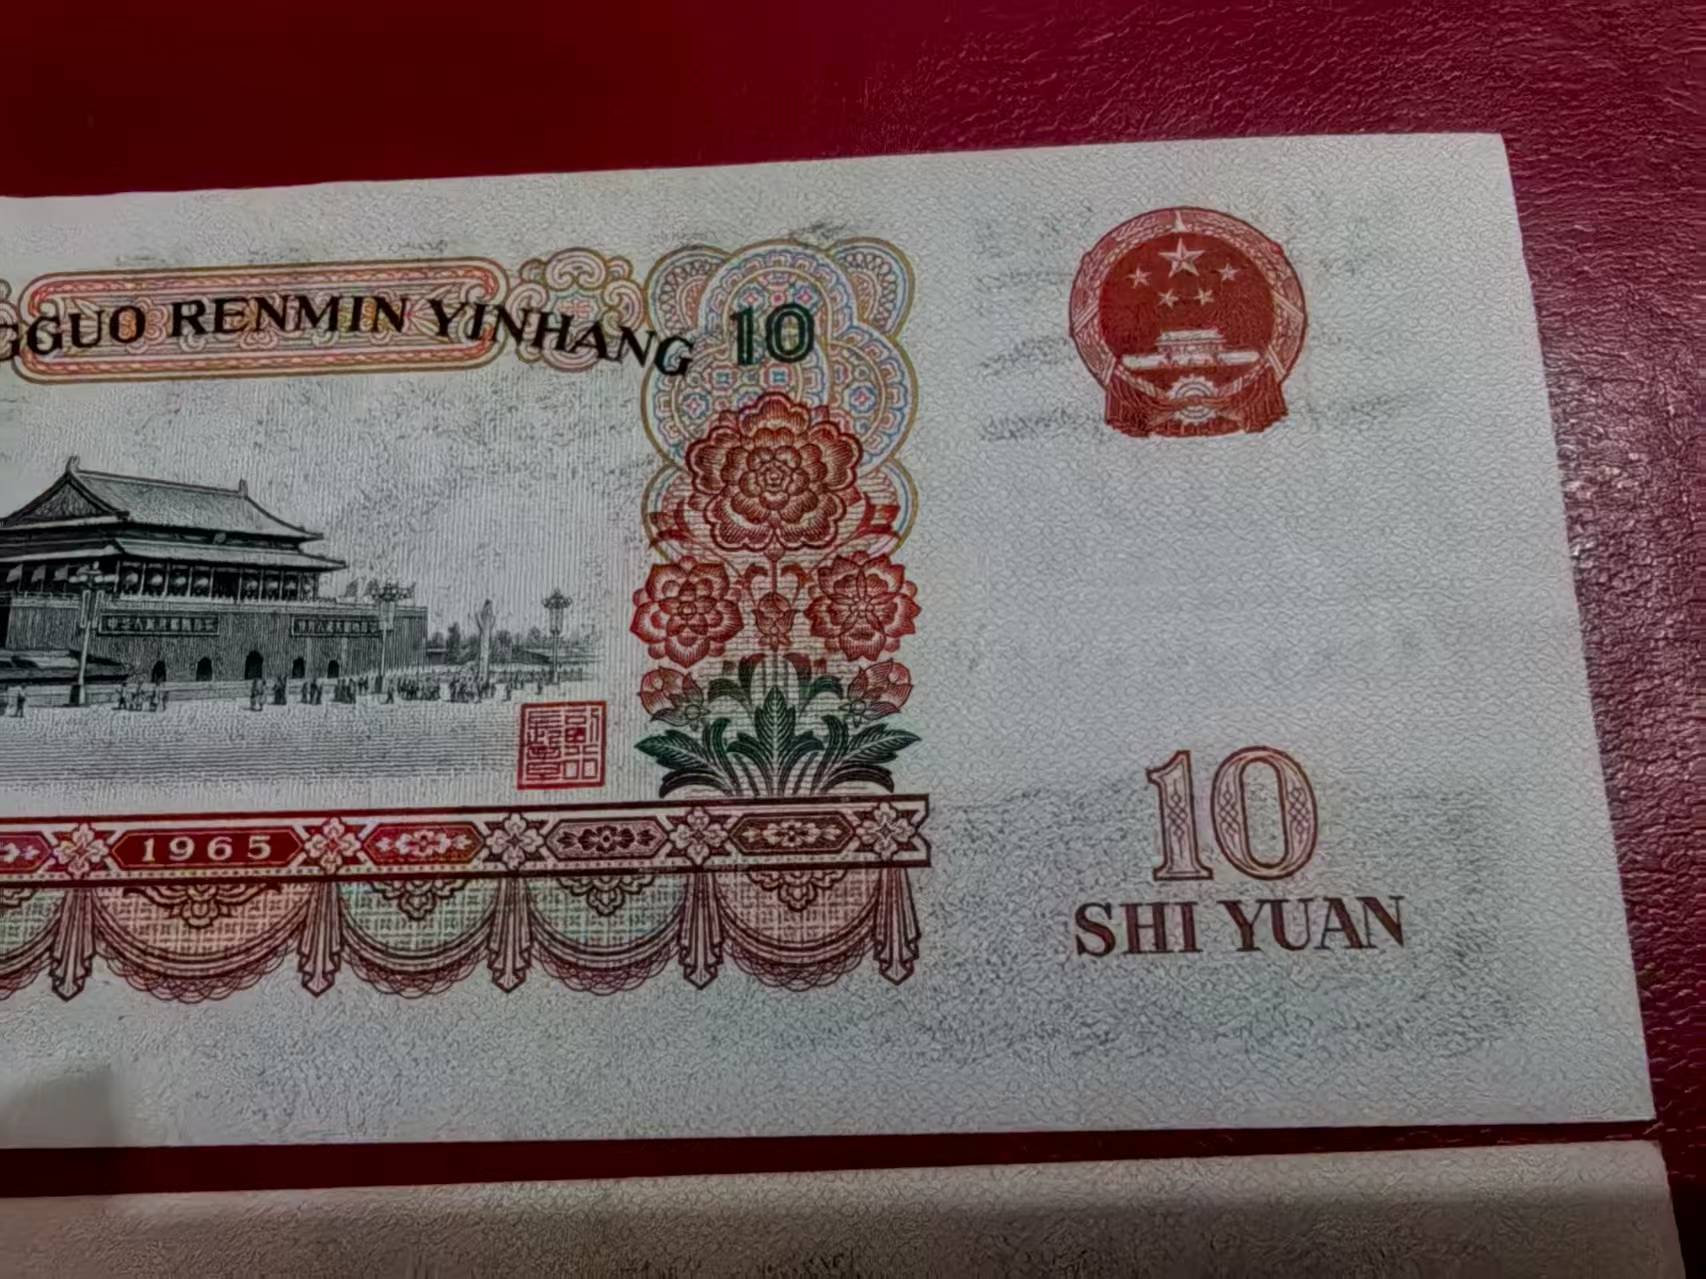 GGUO RENMIN YINHANG
10
1965
10
SHI YUAN